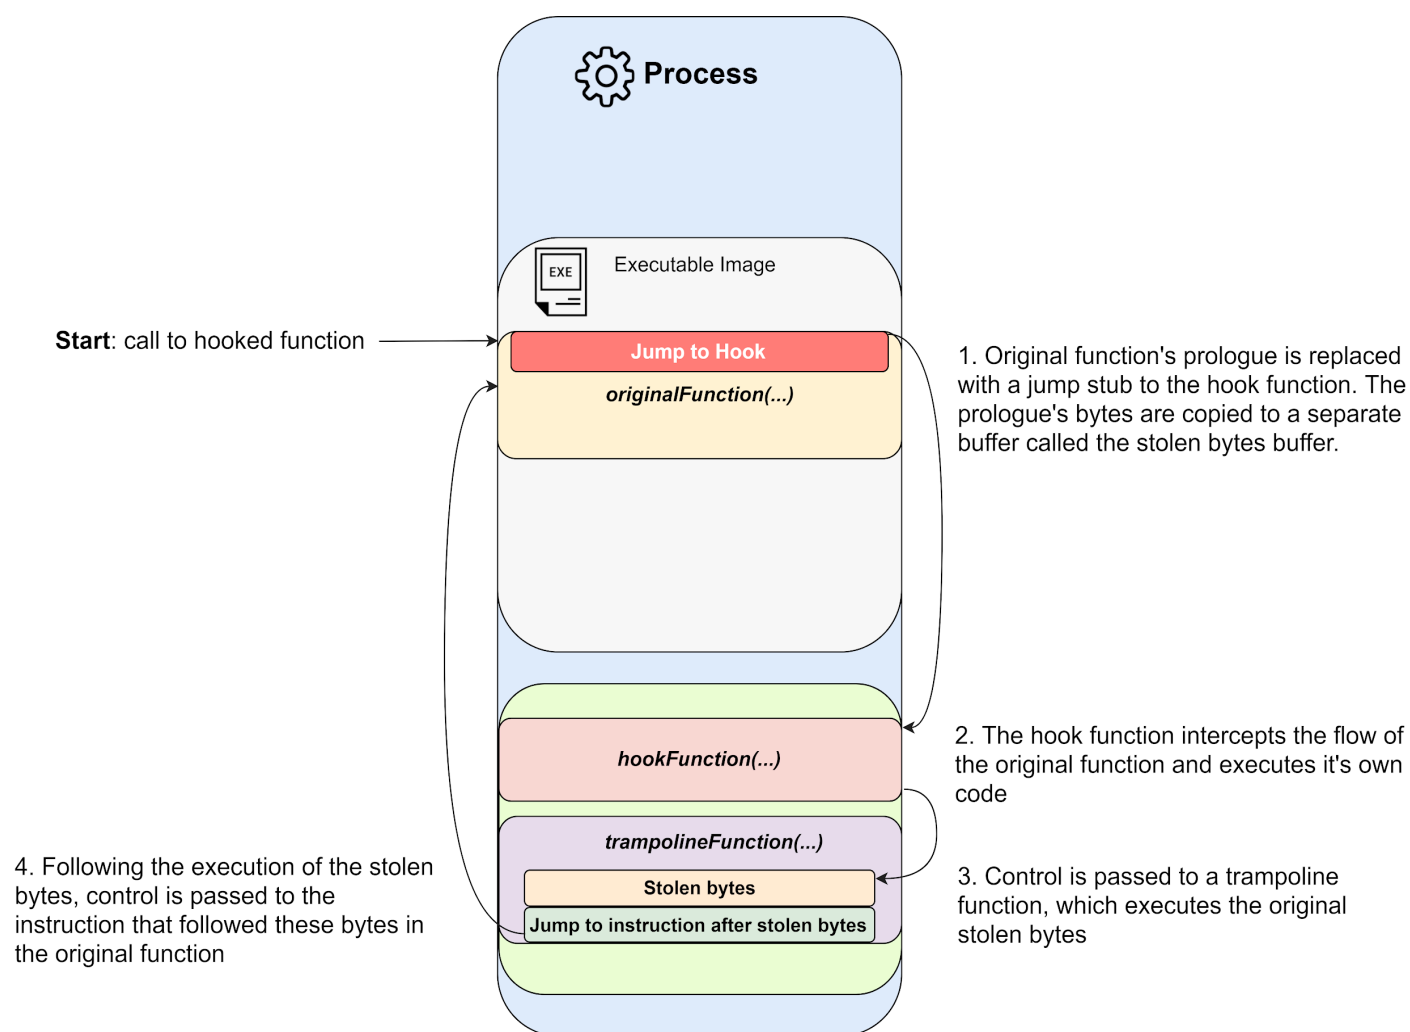 Process
EXE
Executable Image
Start: call to hooked function
Jump to Hook
originalFunction(...)
1. Original function's prologue is replaced
with a jump stub to the hook function. The
prologue's bytes are copied to a separate
buffer called the stolen bytes buffer.
hookFunction(...)
2. The hook function intercepts the flow of
the original function and executes it's own
code
trampolineFunction(...)
Stolen bytes
Jump to instruction after stolen bytes
3. Control is passed to a trampoline
function, which executes the original
stolen bytes
4. Following the execution of the stolen
bytes, control is passed to the
instruction that followed these bytes in
the original function